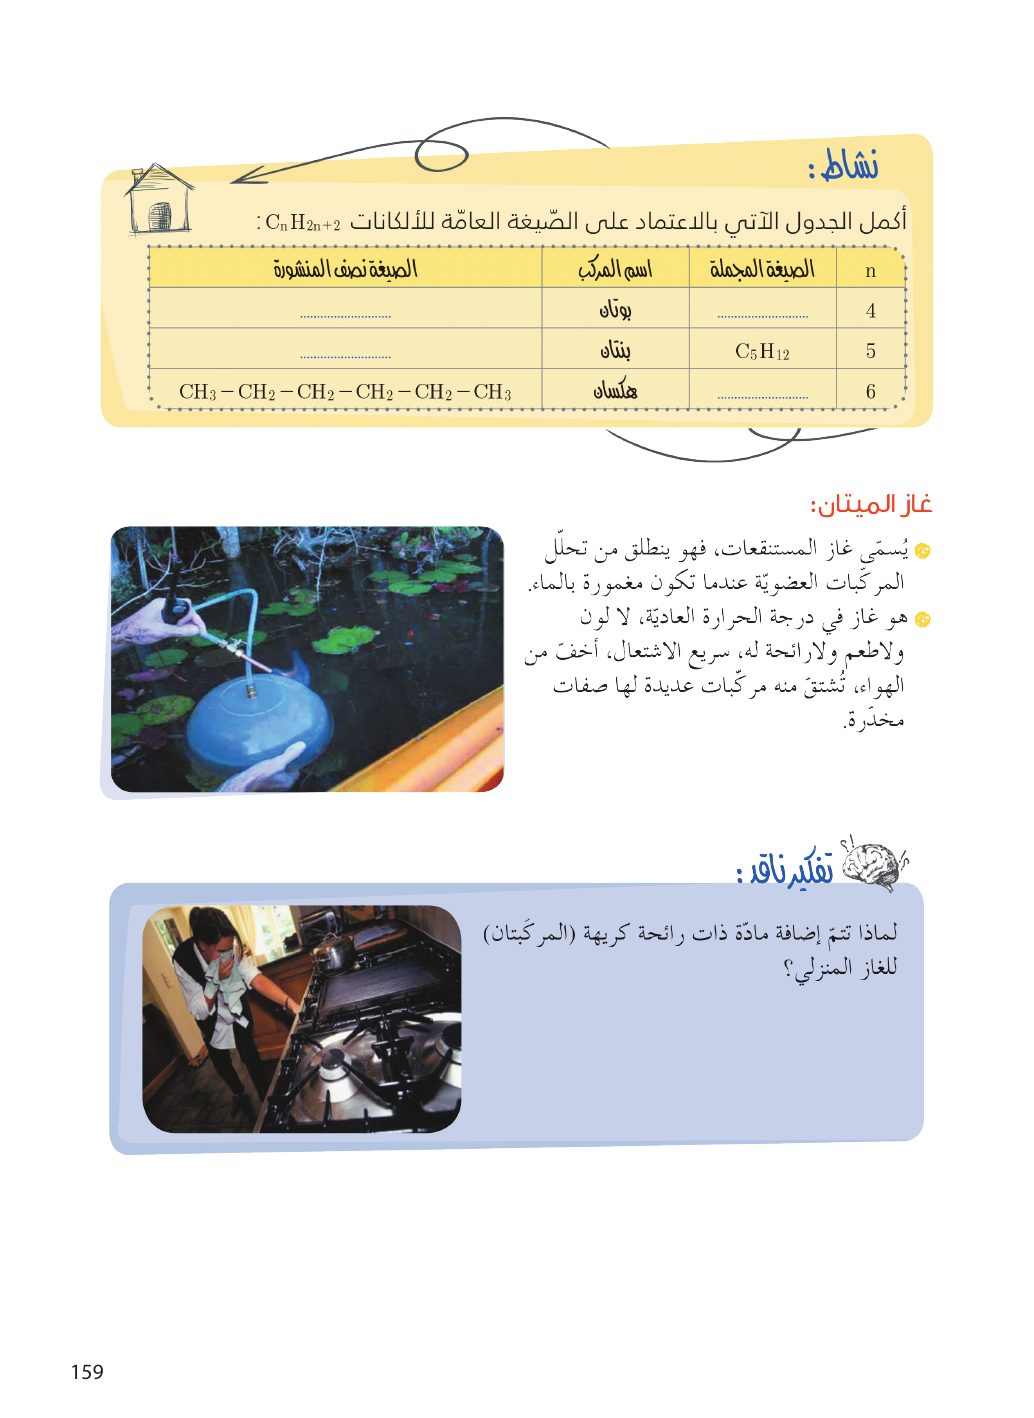 نشاط :
أكمل الجدول الآتي بالاعتماد على الصّيغة العامّة للألكانات CₙH₂ₙ₊₂ :
n الصيغة المجملة اسم المركب الصيغة نصف المنشورة
4 ............................ بوتان ............................
5 C₅H₁₂ بنتان ............................
6 ............................ هكسان CH₃ – CH₂ – CH₂ – CH₂ – CH₂ – CH₃
غاز الميتان:
يُسمّى غاز المستنقعات، فهو ينطلق من تحلّل
المركّبات العضويّة عندما تكون مغمورة بالماء.
هو غاز في درجة الحرارة العاديّة، لا لون
ولاطعم ولارائحة له، سريع الاشتعال، أخفّ من
الهواء، تُشتقّ منه مركّبات عديدة لها صفات
مخدّرة.
تفكير ناقد :
لماذا تتمّ إضافة مادّة ذات رائحة كريهة (المركَبتان)
للغاز المنزلي؟
159